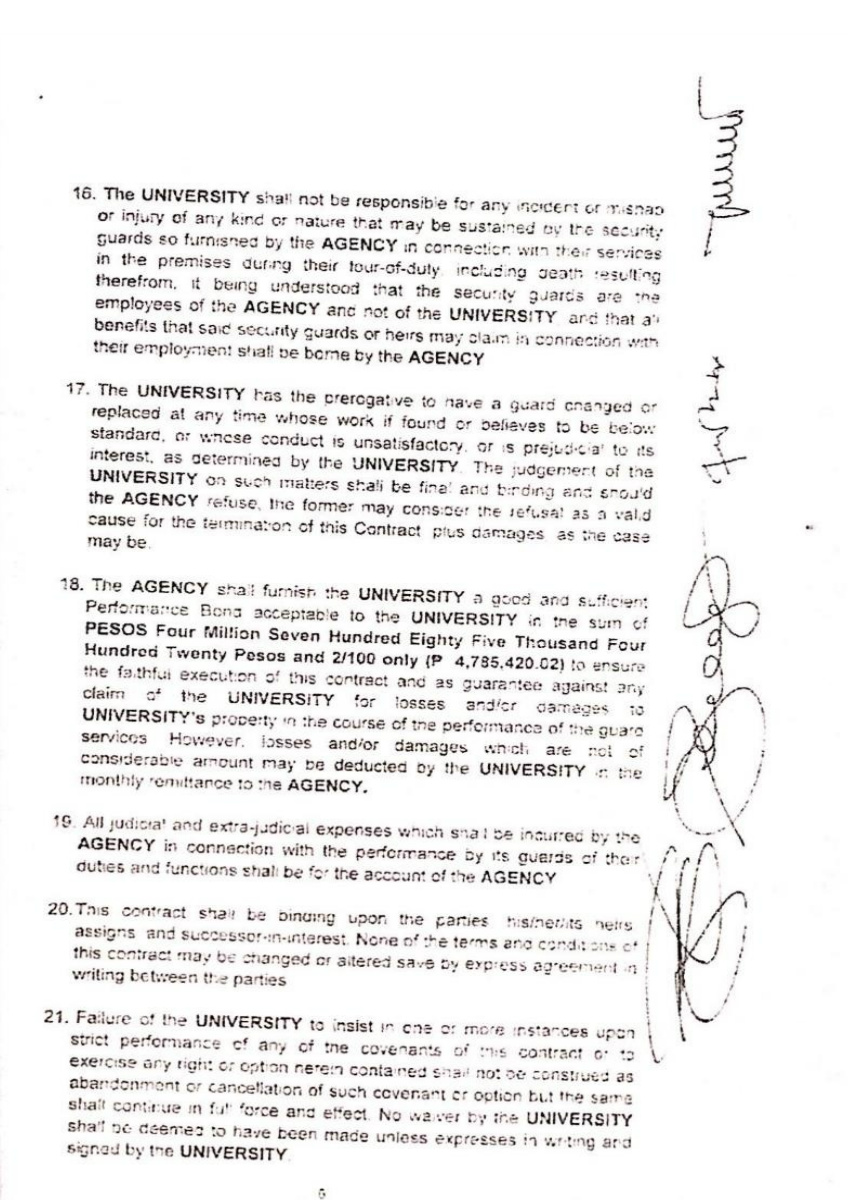 16. The UNIVERSITY shall not be responsible for any incident or mishap
or injury of any kind or nature that may be sustained by the security
guards so furnished by the AGENCY in connection with their services
in the premises during their tour-of-duty, including death resulting
therefrom, it being understood that the security guards are the
employees of the AGENCY and not of the UNIVERSITY and that all
benefits that said security guards or heirs may claim in connection with
their employment shall be borne by the AGENCY
17. The UNIVERSITY has the prerogative to have a guard changed or
replaced at any time whose work if found or believes to be below
standard, or whose conduct is unsatisfactory, or is prejudicial to its
interest, as determined by the UNIVERSITY. The judgement of the
UNIVERSITY on such matters shall be final and binding and should
the AGENCY refuse, the former may consider the refusal as a valid
cause for the termination of this Contract plus damages as the case
may be.
18. The AGENCY shall furnish the UNIVERSITY a good and sufficient
Performance Bond acceptable to the UNIVERSITY in the sum of
PESOS Four Million Seven Hundred Eighty Five Thousand Four
Hundred Twenty Pesos and 2/100 only (P 4,785,420.02) to ensure
the faithful execution of this contract and as guarantee against any
claim of the UNIVERSITY for losses and/or damages to
UNIVERSITY's property in the course of the performance of the guard
services However, losses and/or damages which are not of
considerable amount may be deducted by the UNIVERSITY in the
monthly remittance to the AGENCY.
19. All judicial and extra-judicial expenses which shall be incurred by the
AGENCY in connection with the performance by its guards of their
duties and functions shall be for the account of the AGENCY
20. This contract shall be binding upon the parties his/her/its heirs
assigns and successor-in-interest. None of the terms and conditions of
this contract may be changed or altered save by express agreement in
writing between the parties
21. Failure of the UNIVERSITY to insist in one or more instances upon
strict performance of any of the covenants of this contract or to
exercise any right or option herein contained shall not be construed as
abandonment or cancellation of such covenant or option but the same
shall continue in full force and effect. No waiver by the UNIVERSITY
shall be deemed to have been made unless expresses in writing and
signed by the UNIVERSITY.
6